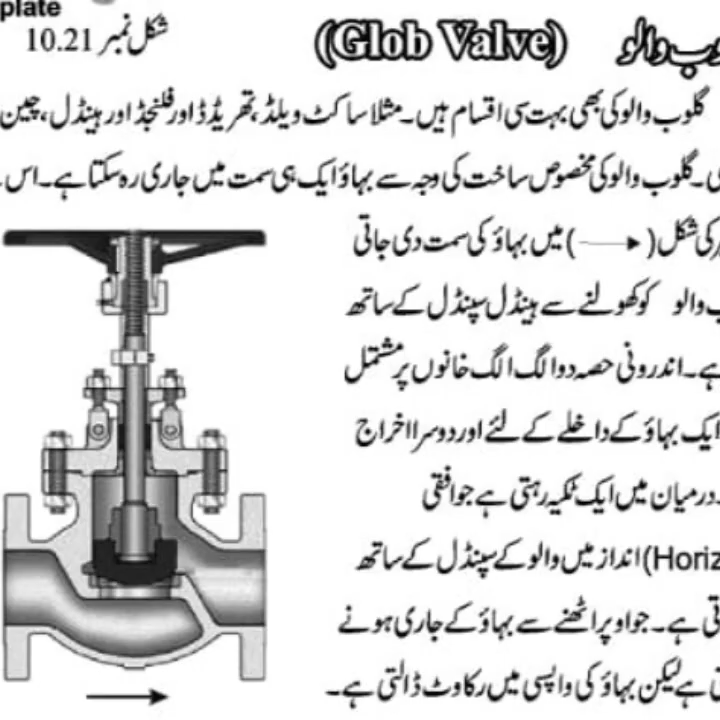 plate
شکل نمبر 10.21
وب والو (Glob Valve)
گلوب والو کی بھی بہت سی اقسام ہیں۔ مثلا ساکٹ ویلڈ، تھریڈڈ اور فلنجڈ اور ہینڈل، چین
ی۔ گلوب والو کی مخصوص ساخت کی وجہ سے بہاؤ ایک ہی سمت میں جاری رہ سکتا ہے۔ اس
کی شکل (→) میں بہاؤ کی سمت دی جاتی
والو کو کھولنے سے ہینڈل سپنڈل کے ساتھ
ہے۔ اندرونی حصہ دو الگ الگ خانوں پر مشتمل
ایک بہاؤ کے داخلے کے لئے اور دوسرا اخراج
درمیان میں ایک ٹکیہ رہتی ہے جو افقی
(Horiz انداز میں والو کے سپنڈل کے ساتھ
تی ہے۔ جو اوپر اٹھنے سے بہاؤ کے جاری ہونے
ہے لیکن بہاؤ کی واپسی میں رکاوٹ ڈالتی ہے۔